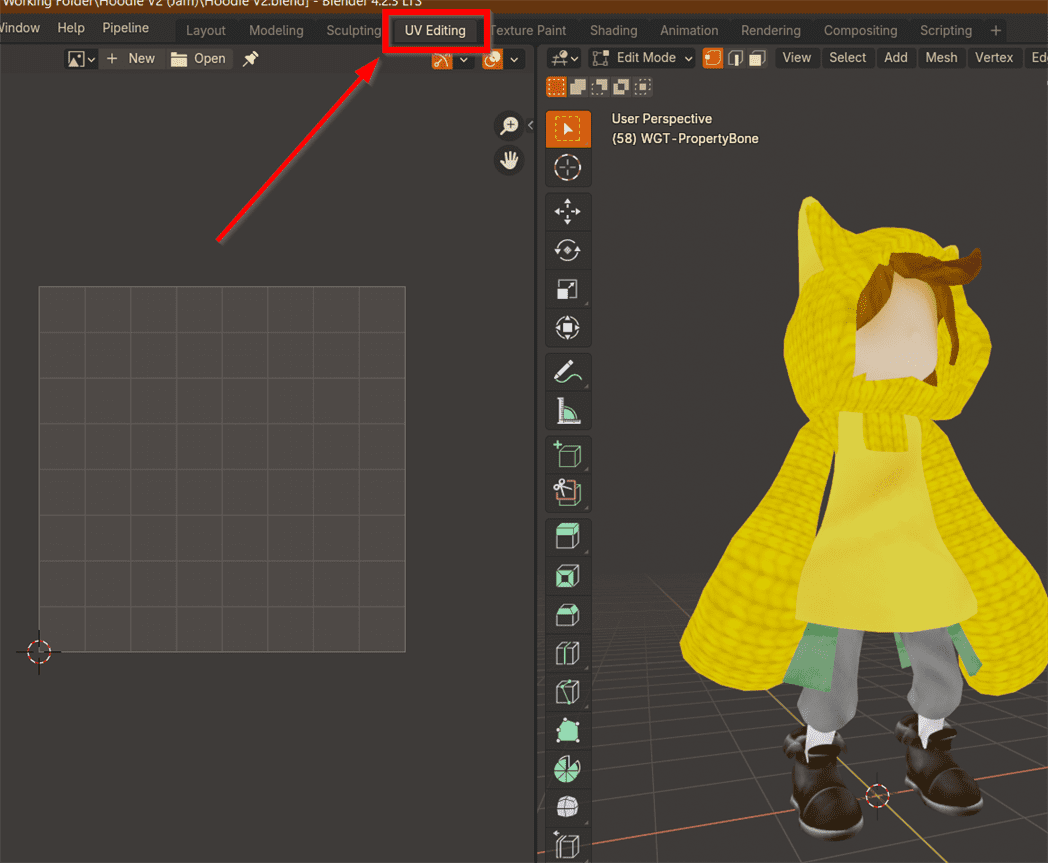 Working Folder\Hoodie V2 (Jam)\Hoodie V2.blend] - Blender 4.2.3 LTS
Window Help Pipeline Layout Modeling Sculpting UV Editing Texture Paint Shading Animation Rendering Compositing Scripting +
+ New Open Edit Mode View Select Add Mesh Vertex Ed
User Perspective
(58) WGT-PropertyBone